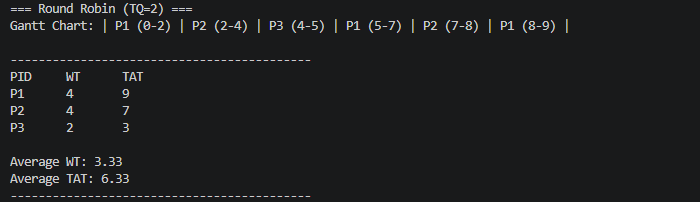 === Round Robin (TQ=2) ===
Gantt Chart: | P1 (0-2) | P2 (2-4) | P3 (4-5) | P1 (5-7) | P2 (7-8) | P1 (8-9) |
-------------------------------------------
PID WT TAT
P1 4 9
P2 4 7
P3 2 3
Average WT: 3.33
Average TAT: 6.33
-------------------------------------------